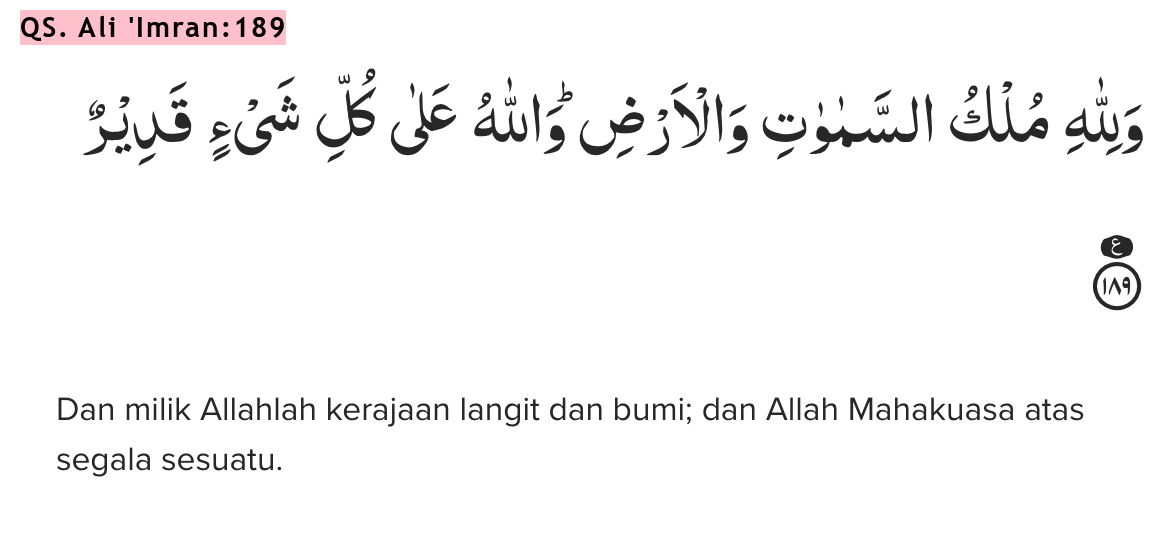 QS. Ali 'Imran:189
وَلِلّٰهِ مُلْكُ السَّمٰوٰتِ وَالْاَرْضِ ۗوَاللّٰهُ عَلٰى كُلِّ شَيْءٍ قَدِيْرٌ
ࣖ
١٨٩
Dan milik Allahlah kerajaan langit dan bumi; dan Allah Mahakuasa atas
segala sesuatu.